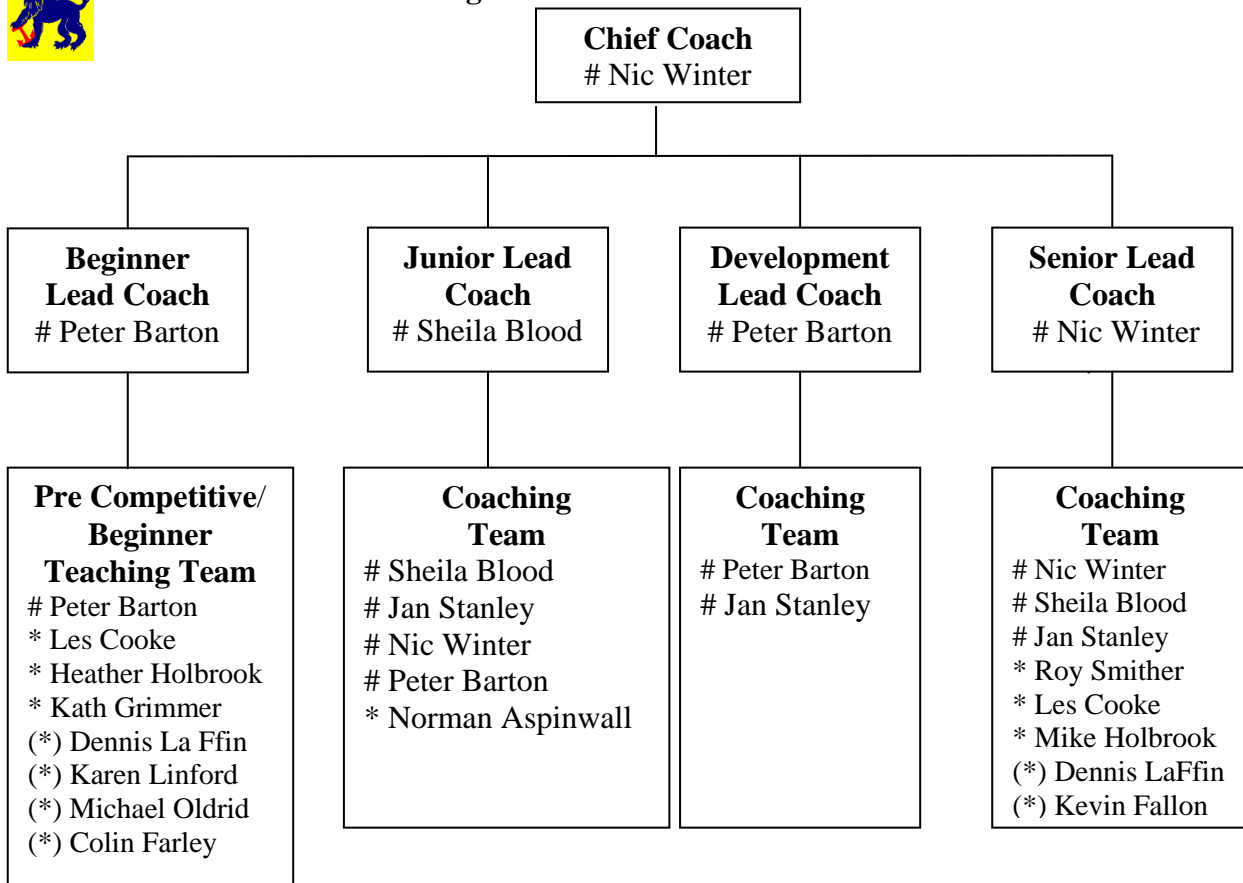 Chief Coach
# Nic Winter
Beginner
Lead Coach
# Peter Barton
Junior Lead
Coach
# Sheila Blood
Development
Lead Coach
# Peter Barton
Senior Lead
Coach
# Nic Winter
Pre Competitive/
Beginner
Teaching Team
# Peter Barton
* Les Cooke
* Heather Holbrook
* Kath Grimmer
(*) Dennis La Ffin
(*) Karen Linford
(*) Michael Oldrid
(*) Colin Farley
Coaching
Team
# Sheila Blood
# Jan Stanley
# Nic Winter
# Peter Barton
* Norman Aspinwall
Coaching
Team
# Peter Barton
# Jan Stanley
Coaching
Team
# Nic Winter
# Sheila Blood
# Jan Stanley
* Roy Smither
* Les Cooke
* Mike Holbrook
(*) Dennis LaFfin
(*) Kevin Fallon